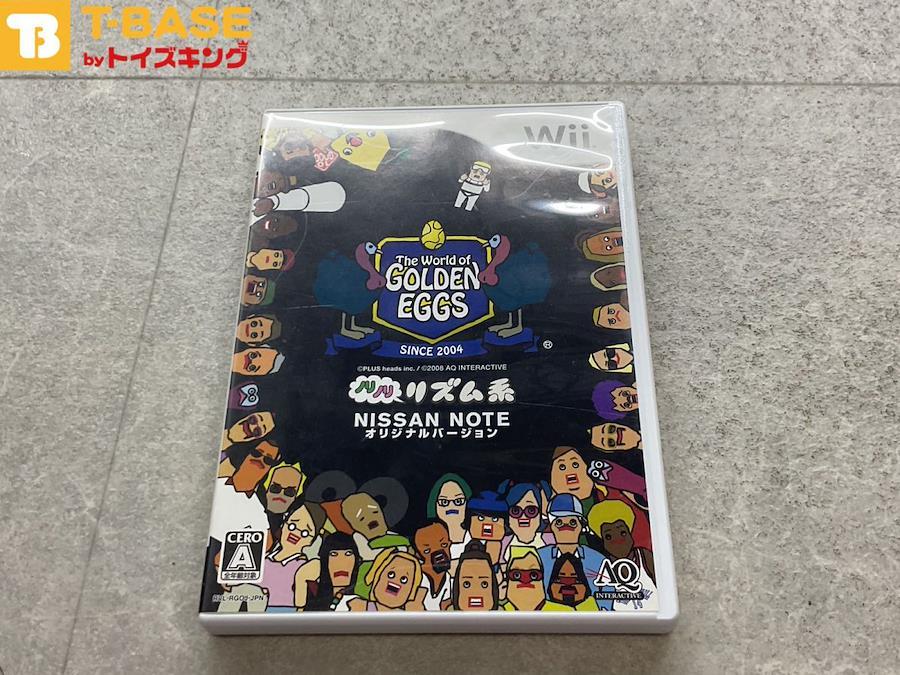 TB
T-BASE
byトイズキング
Wii
The World of
GOLDEN
EGGS
SINCE 2004
®
©PLUS heads inc. / ©2008 AQ INTERACTIVE
ノリノリリズム系
NISSAN NOTE
オリジナルバージョン
CERO
A
全年齢対象
AQ
INTERACTIVE